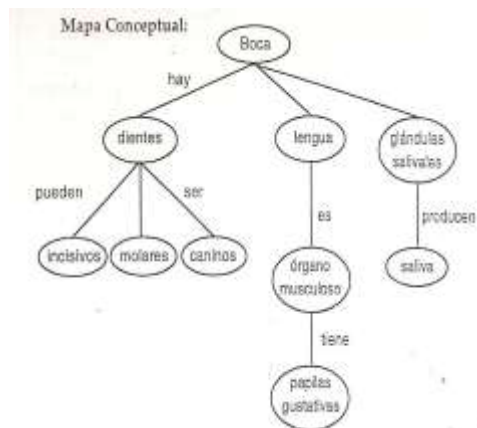 Mapa Conceptual:
Boca
hay
dientes
lengua
glándulas
salivales
pueden
ser
es
producen
incisivos
molares
caninos
órgano
musculoso
saliva
tiene
papilas
gustativas